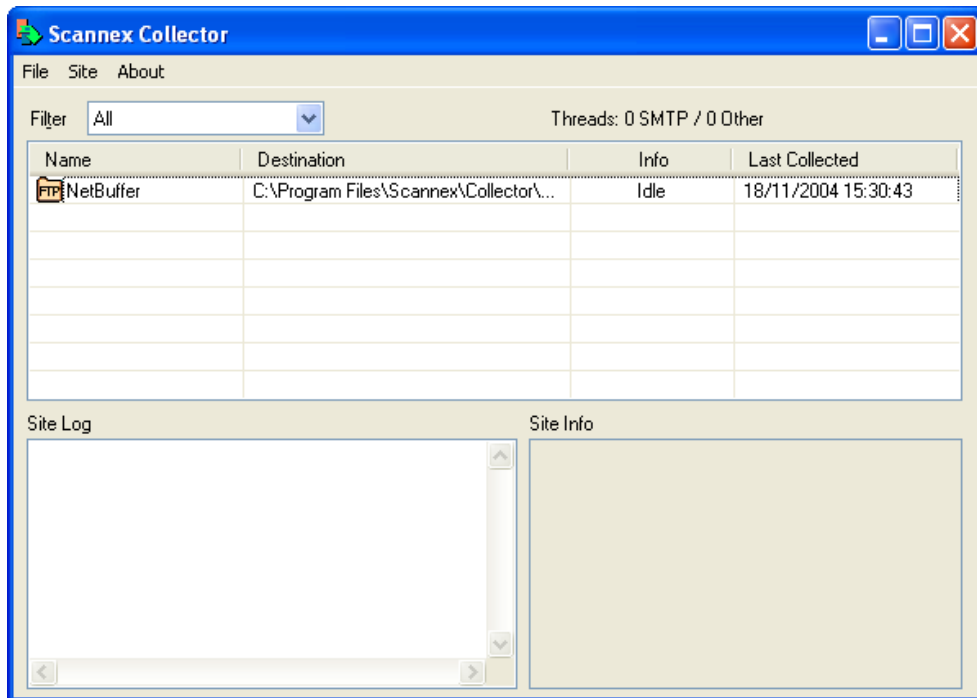 Scannex Collector
File Site About
Filter All Threads: 0 SMTP / 0 Other
Name Destination Info Last Collected
FTP NetBuffer C:\Program Files\Scannex\Collector\... Idle 18/11/2004 15:30:43
Site Log Site Info